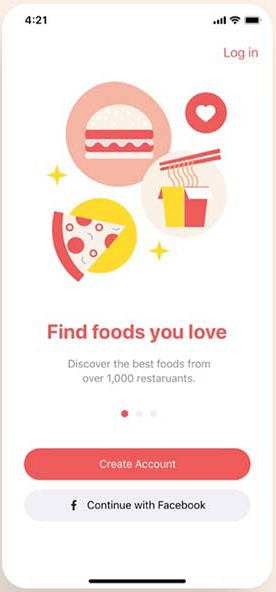 4:21
Log in
Find foods you love
Discover the best foods from
over 1,000 restaruants.
Create Account
Continue with Facebook